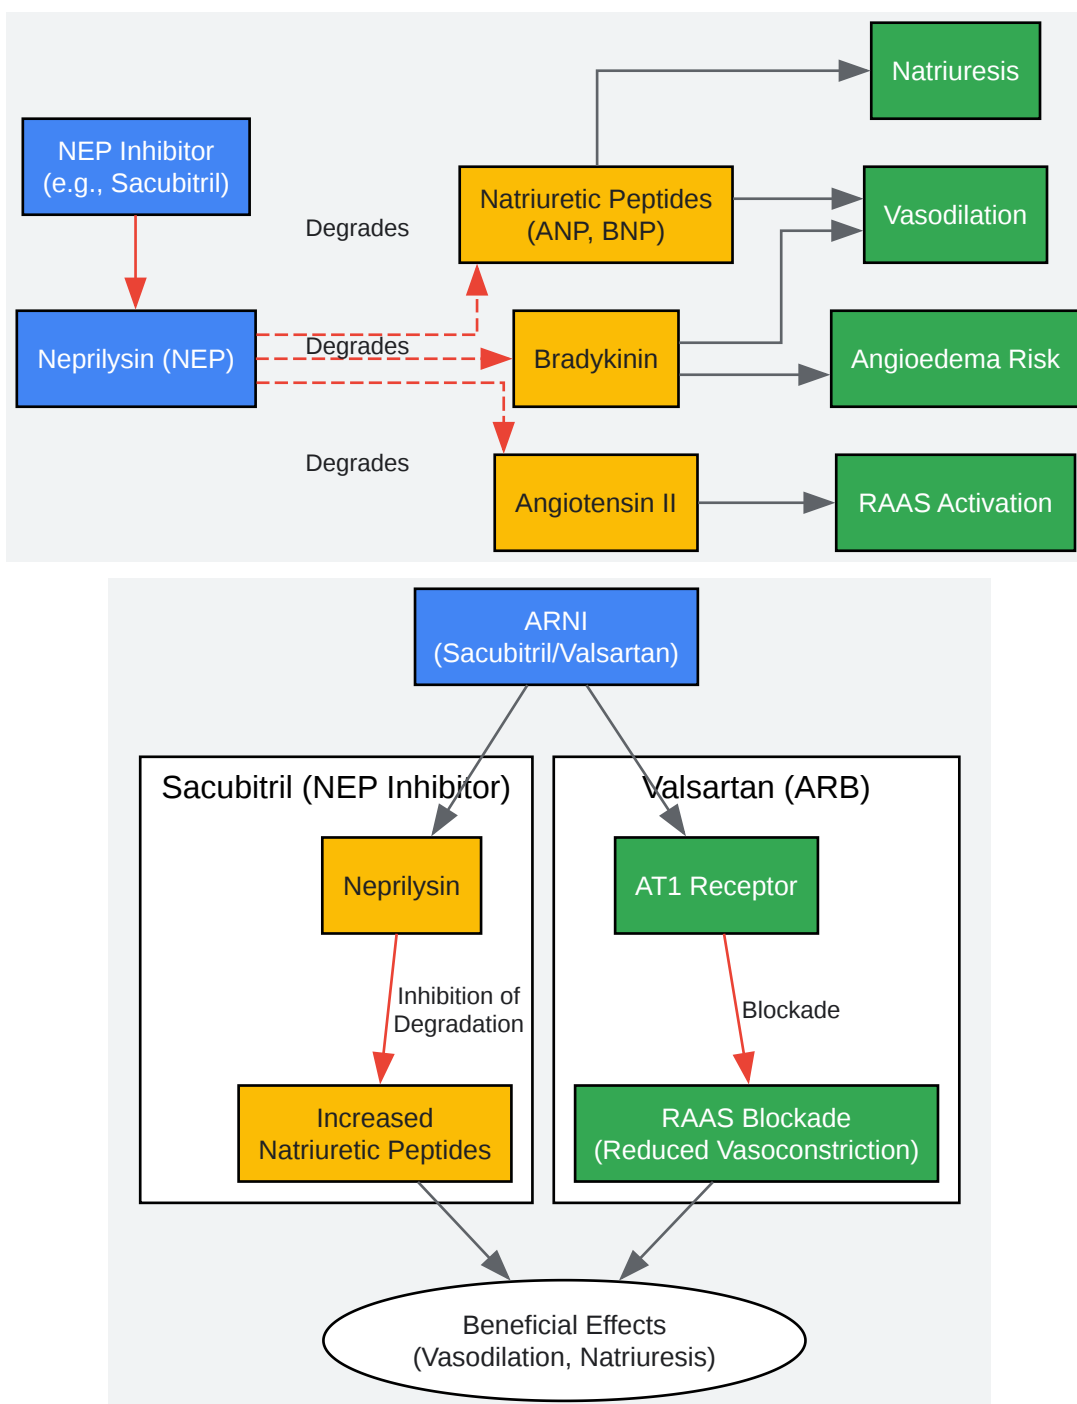 Natriuresis
NEP Inhibitor
(e.g., Sacubitril)
Natriuretic Peptides
(ANP, BNP)
Vasodilation
Degrades
Neprilysin (NEP)
Degrades
Bradykinin
Angioedema Risk
Degrades
Angiotensin II
RAAS Activation
ARNI
(Sacubitril/Valsartan)
Sacubitril (NEP Inhibitor)
Valsartan (ARB)
Neprilysin
AT1 Receptor
Inhibition of
Degradation
Blockade
Increased
Natriuretic Peptides
RAAS Blockade
(Reduced Vasoconstriction)
Beneficial Effects
(Vasodilation, Natriuresis)